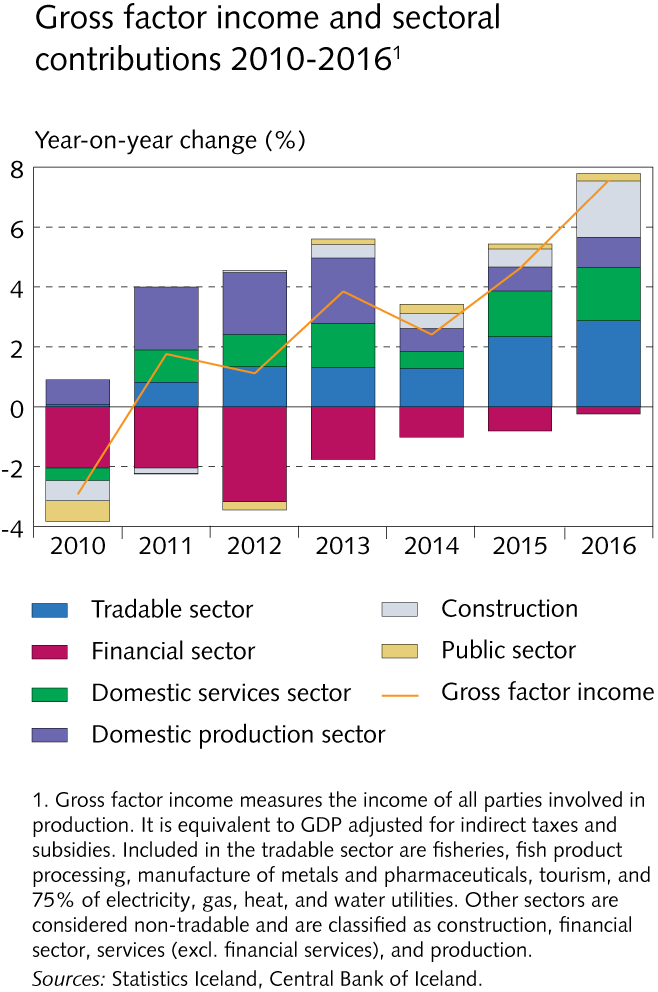 Gross factor income and sectoral
contributions 2010-2016¹
Year-on-year change (%)
8
6
4
2
0
-2
-4
2010 2011 2012 2013 2014 2015 2016
Tradable sector
Financial sector
Domestic services sector
Domestic production sector
Construction
Public sector
Gross factor income
1. Gross factor income measures the income of all parties involved in
production. It is equivalent to GDP adjusted for indirect taxes and
subsidies. Included in the tradable sector are fisheries, fish product
processing, manufacture of metals and pharmaceuticals, tourism, and
75% of electricity, gas, heat, and water utilities. Other sectors are
considered non-tradable and are classified as construction, financial
sector, services (excl. financial services), and production.
Sources: Statistics Iceland, Central Bank of Iceland.